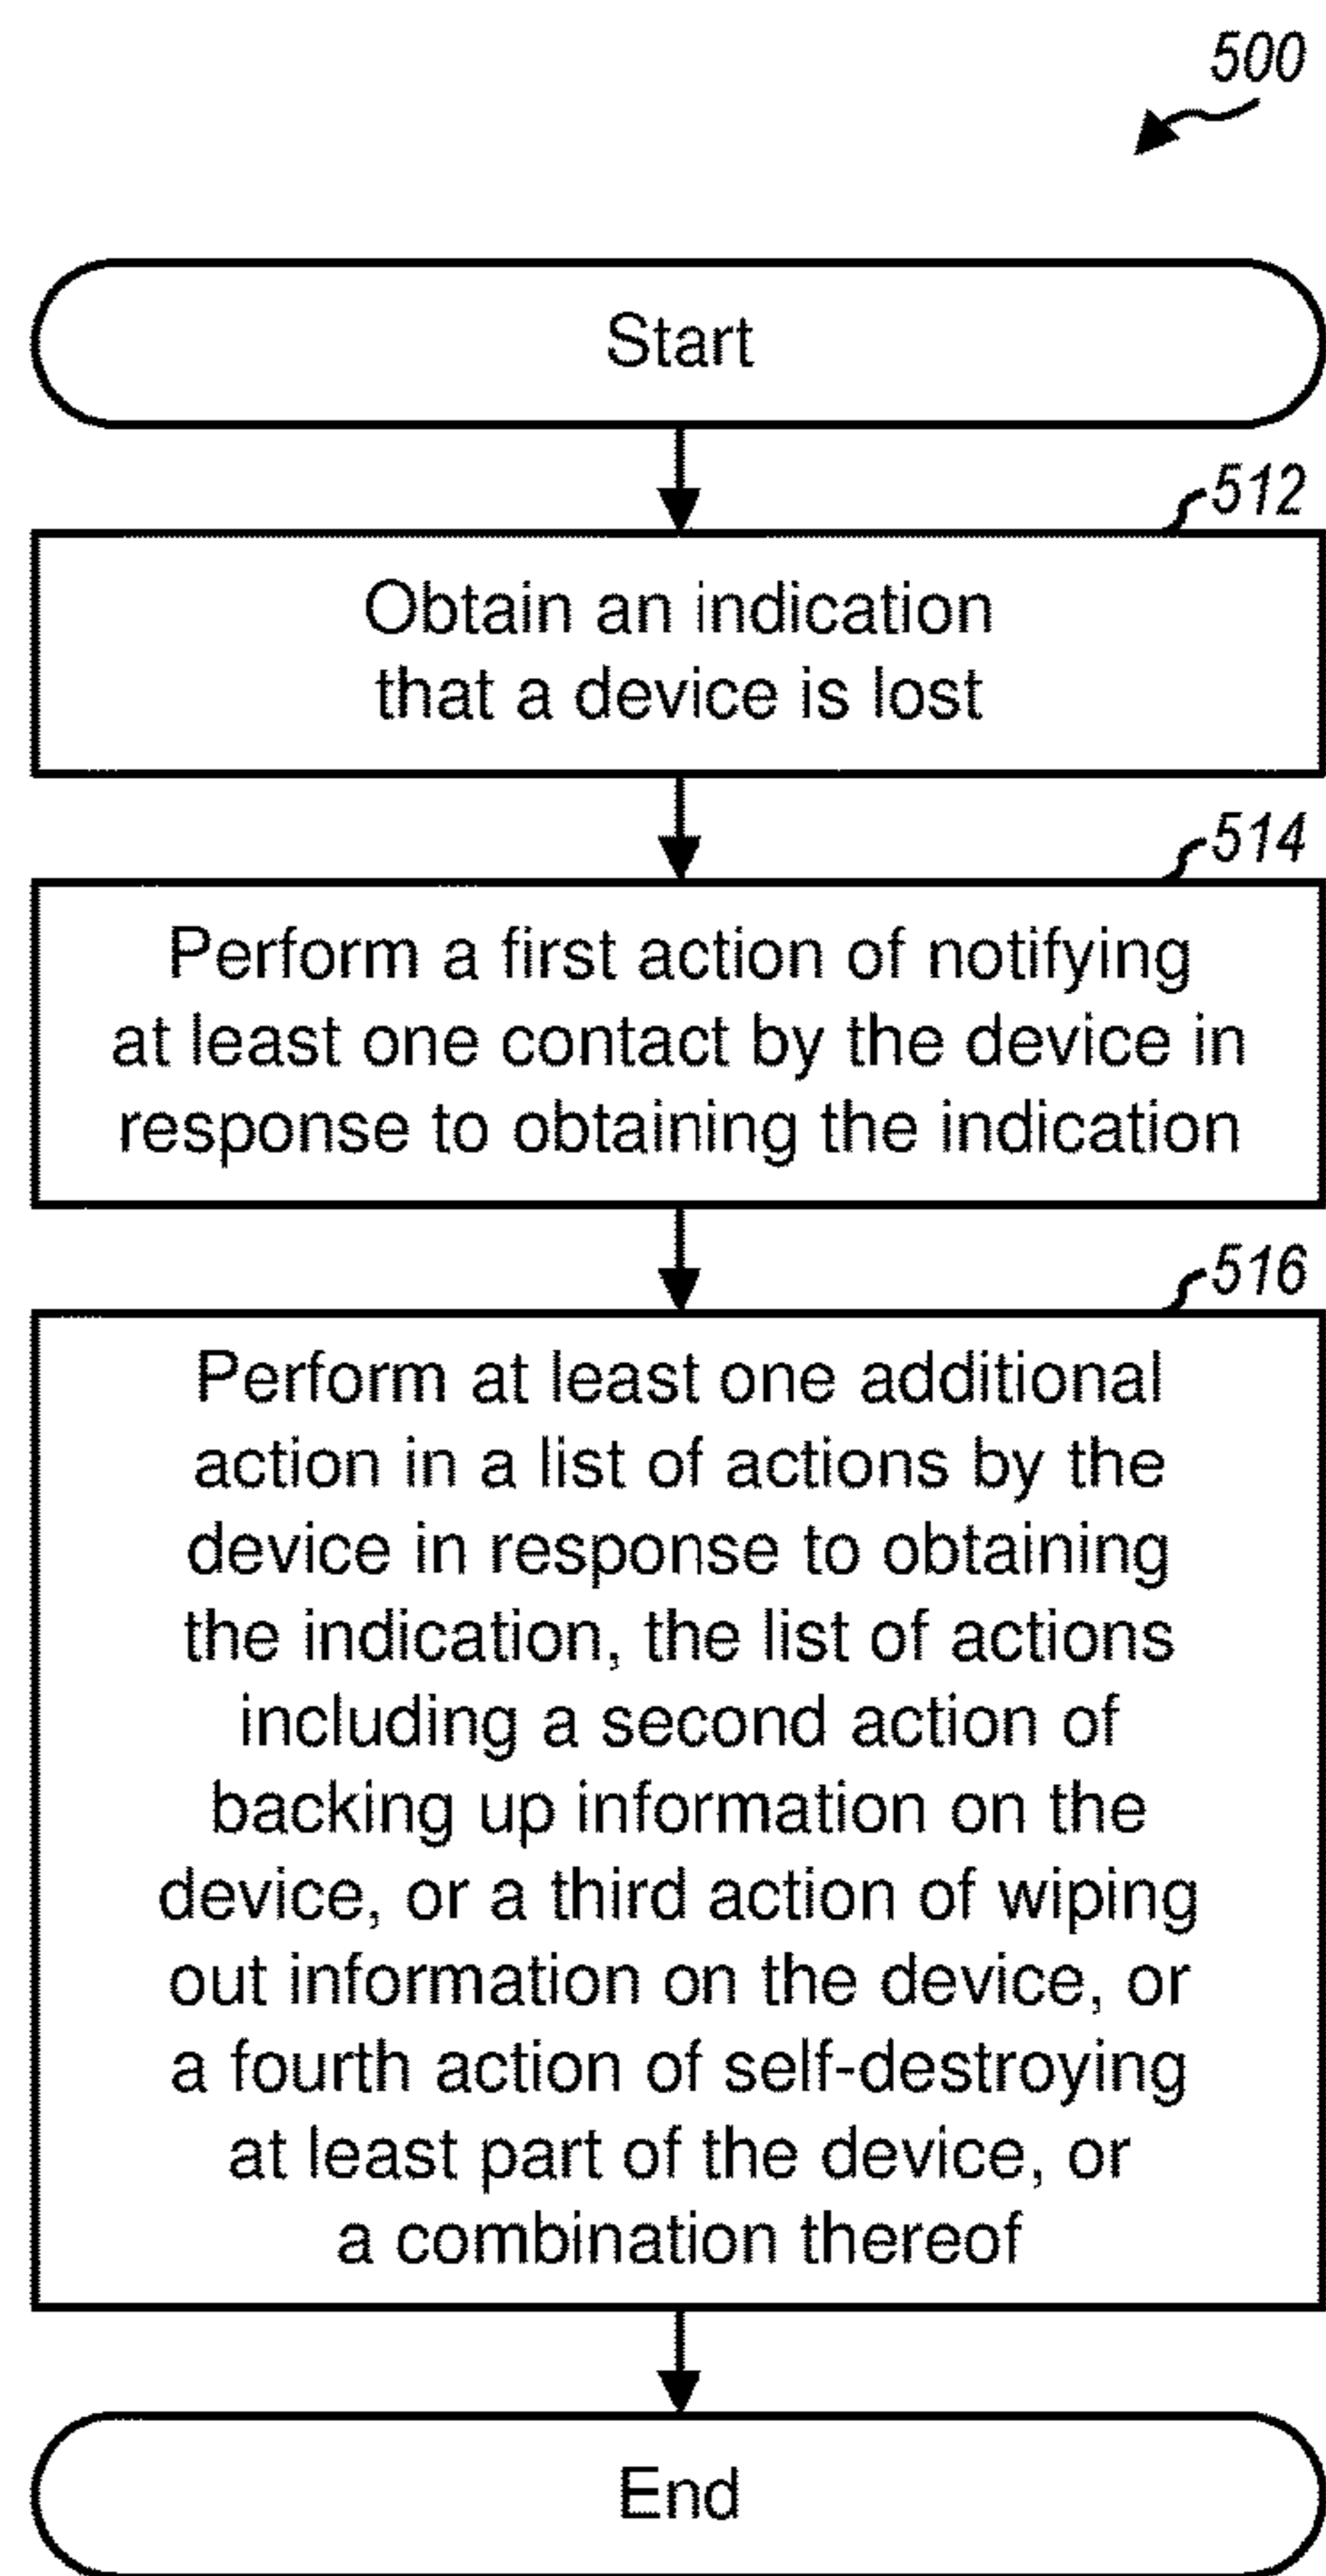 500
Start
512
Obtain an indication
that a device is lost
514
Perform a first action of notifying
at least one contact by the device in
response to obtaining the indication
516
Perform at least one additional
action in a list of actions by the
device in response to obtaining
the indication, the list of actions
including a second action of
backing up information on the
device, or a third action of wiping
out information on the device, or
a fourth action of self-destroying
at least part of the device, or
a combination thereof
End